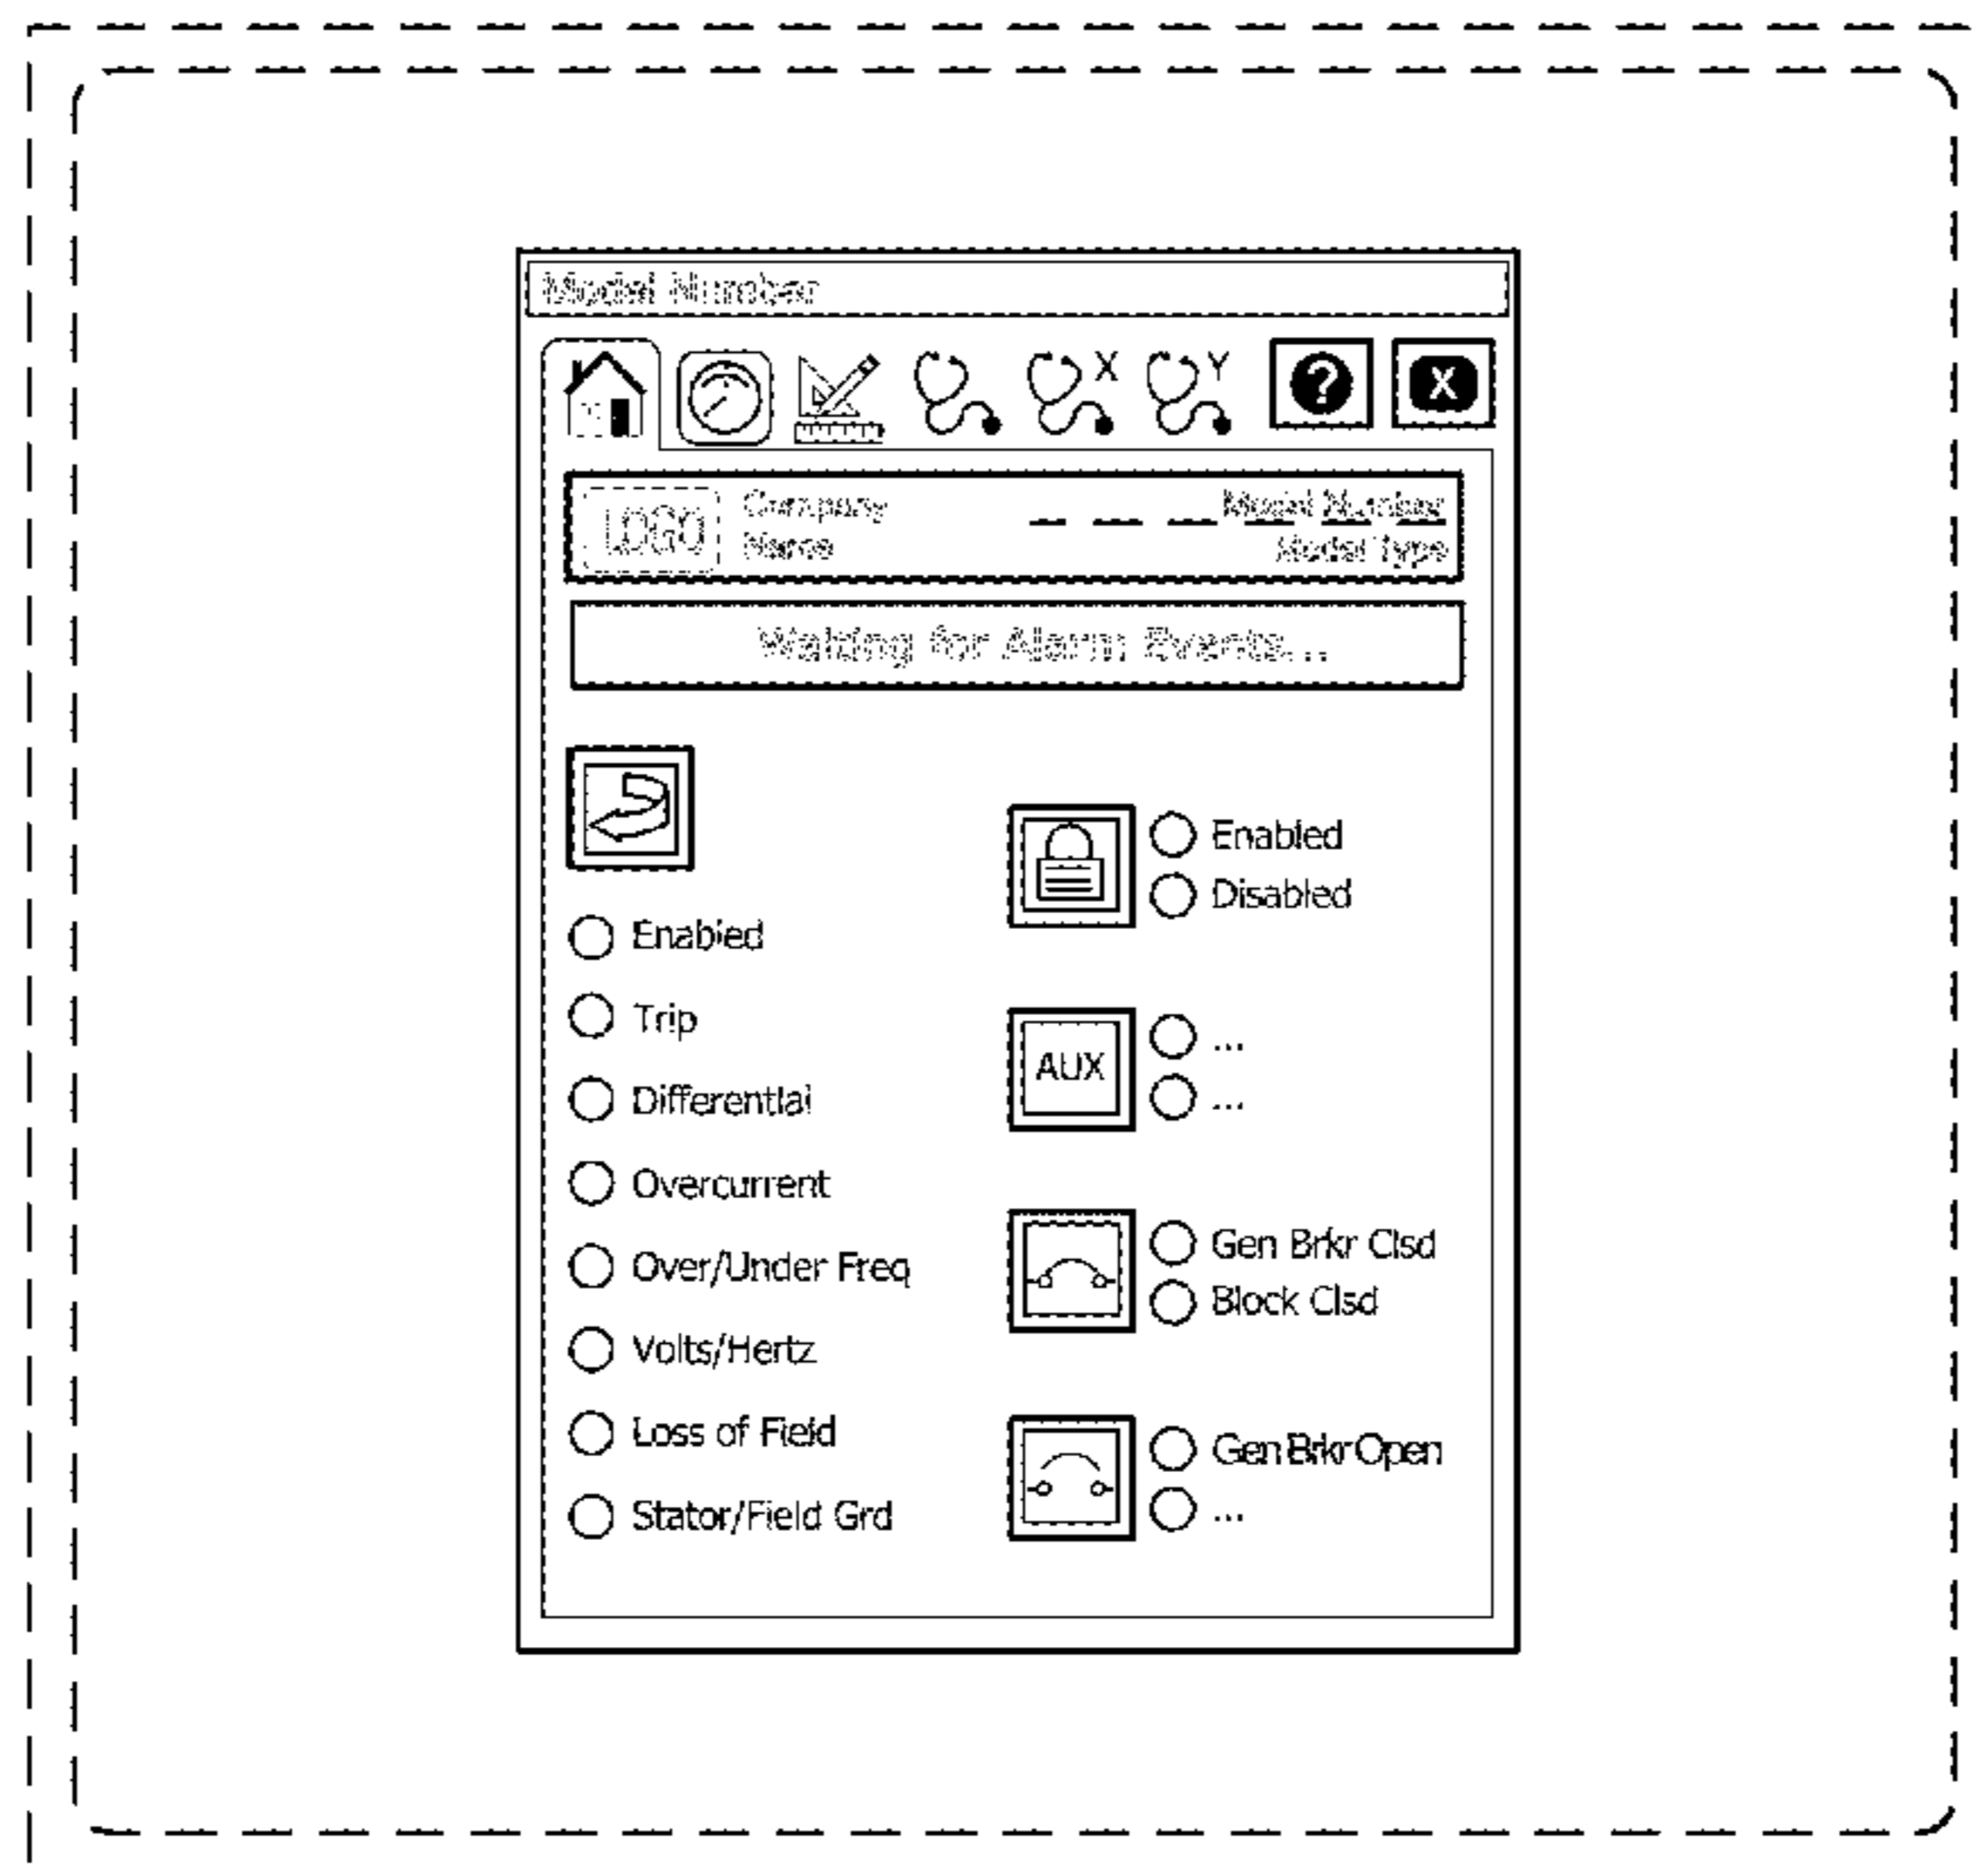 Model Number
X Y ? X
LOGO
Company
Name
Model Number
Model Type
Waiting for Alarm Events...
Enabled
Trip
Differential
Overcurrent
Over/Under Freq
Volts/Hertz
Loss of Field
Stator/Field Grd
Enabled
Disabled
AUX
...
...
Gen Brkr Clsd
Block Clsd
Gen Brkr Open
...